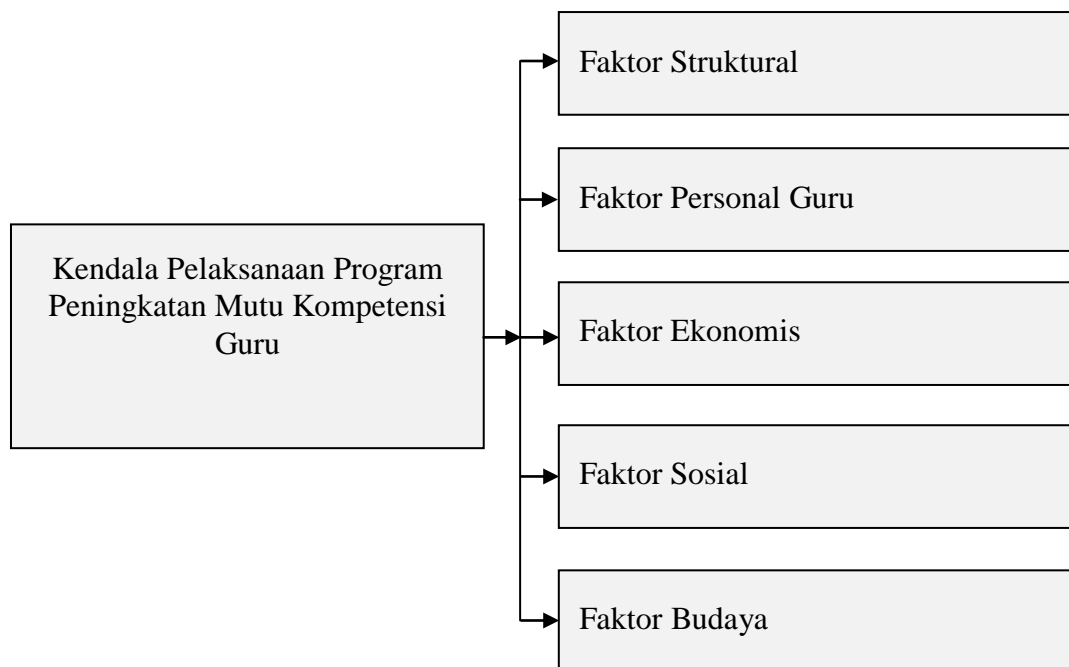 Faktor Struktural
Faktor Personal Guru
Kendala Pelaksanaan Program
Peningkatan Mutu Kompetensi
Guru
Faktor Ekonomis
Faktor Sosial
Faktor Budaya